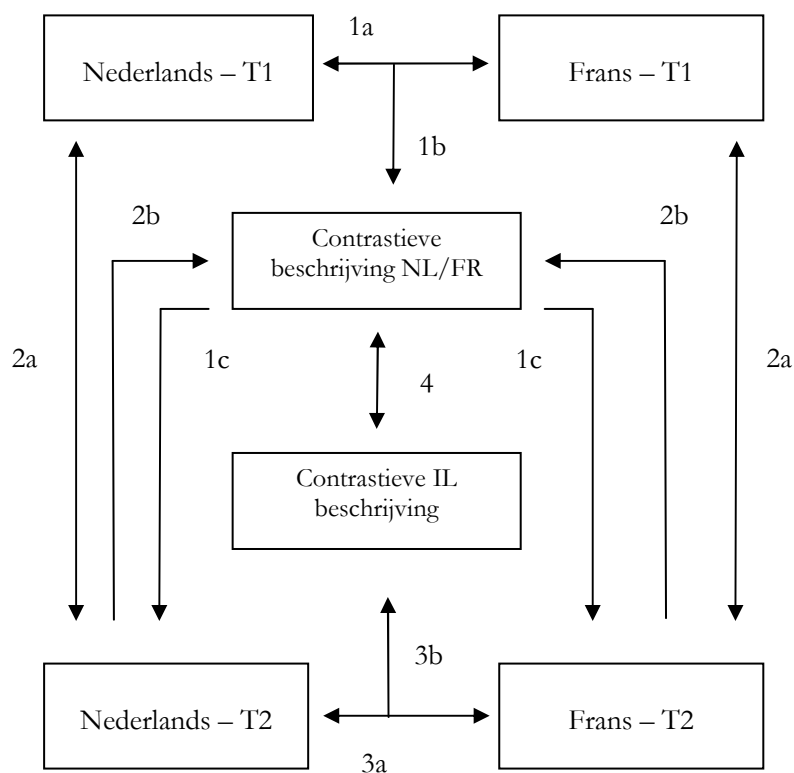 1a
Nederlands – T1
Frans – T1
1b
2b
2b
Contrastieve
beschrijving NL/FR
2a
1c
1c
2a
4
Contrastieve IL
beschrijving
3b
Nederlands – T2
Frans – T2
3a